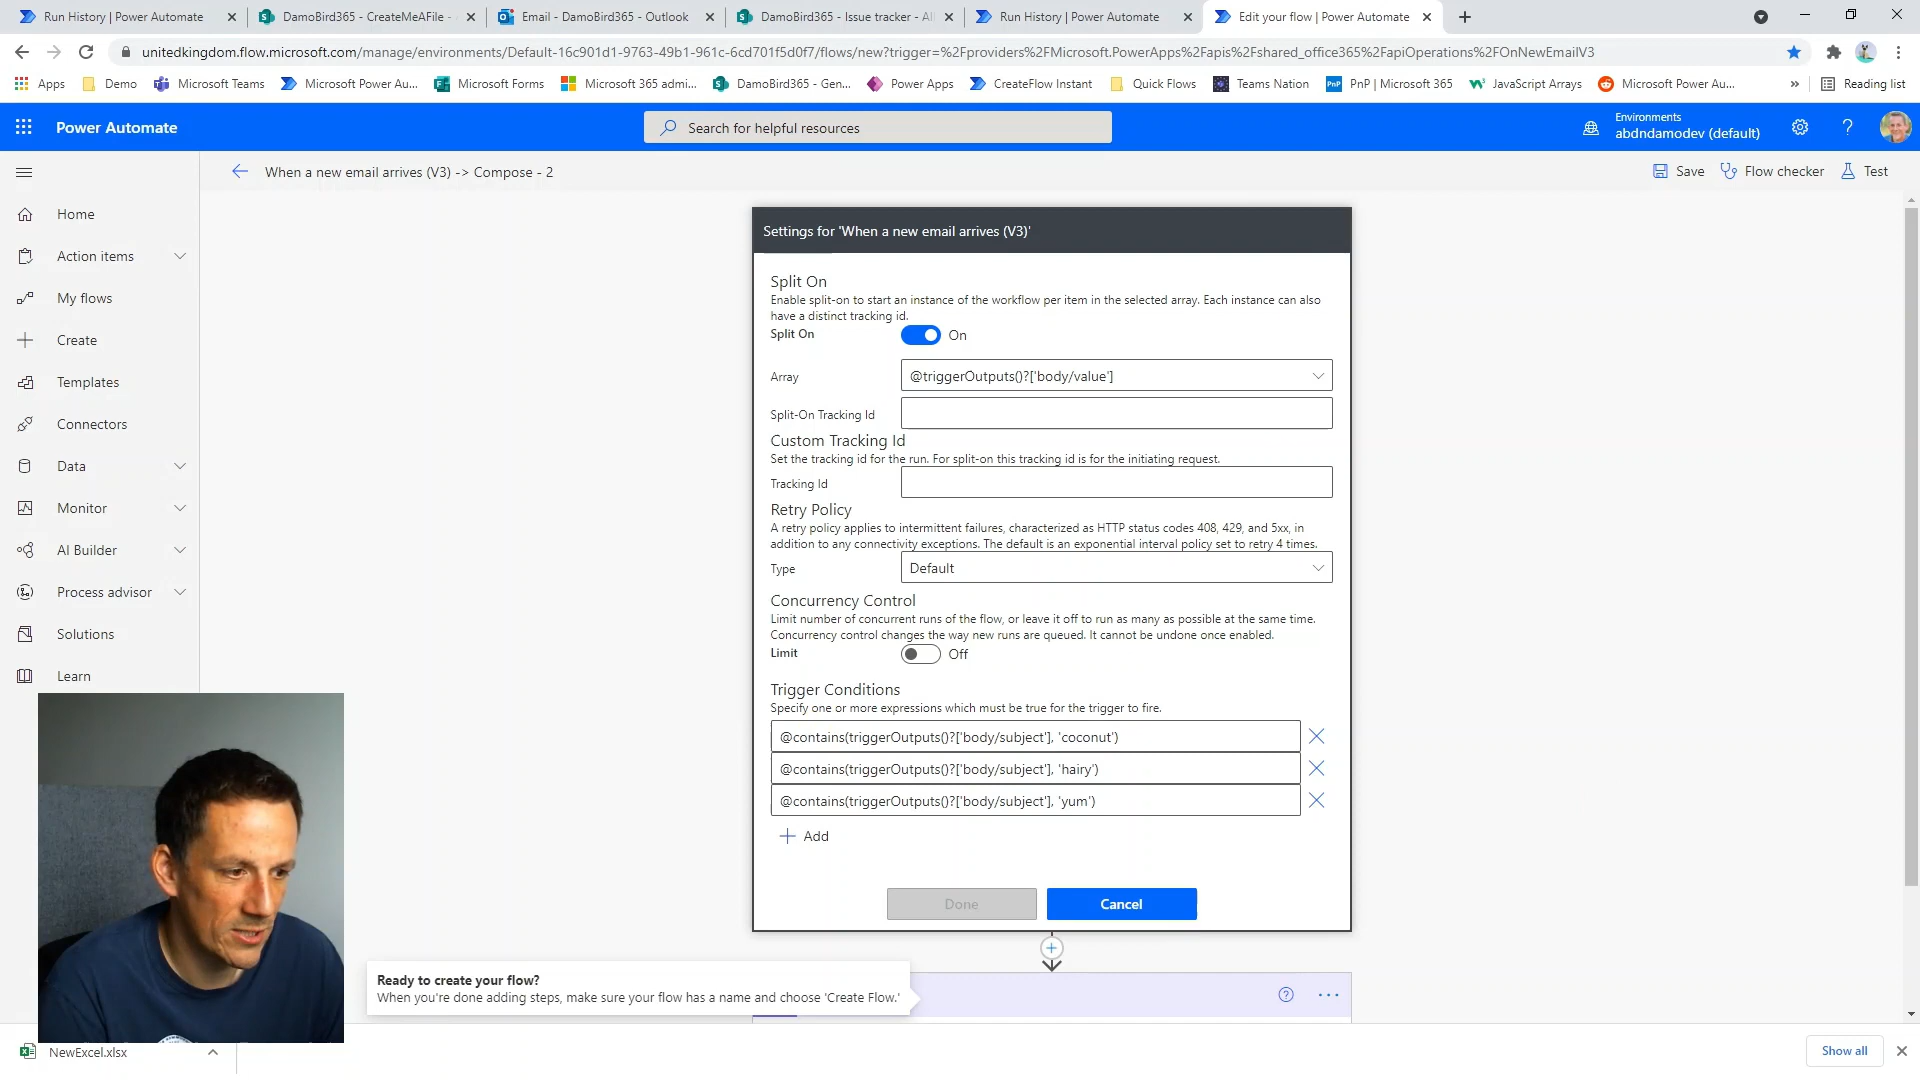 Run History | Power Automate
DamoBird365 - CreateMeAFile -
Email - DamoBird365 - Outlook
DamoBird365 - Issue tracker - All
Run History | Power Automate
Edit your flow | Power Automate
unitedkingdom.flow.microsoft.com/manage/environments/Default-16c901d1-9763-49b1-961c-6cd701f5d0f7/flows/new?trigger=%2Fproviders%2FMicrosoft.PowerApps%2Fapis%2Fshared_office365%2FapiOperations%2FOnNewEmailV3
Apps
Demo
Microsoft Teams
Microsoft Power Au...
Microsoft Forms
Microsoft 365 admi...
DamoBird365 - Gen...
Power Apps
CreateFlow Instant
Quick Flows
Teams Nation
PnP | Microsoft 365
JavaScript Arrays
Microsoft Power Au...
Reading list
Power Automate
Search for helpful resources
Environments
abdndamodev (default)
When a new email arrives (V3) -> Compose - 2
Save
Flow checker
Test
Home
Action items
My flows
Create
Templates
Connectors
Data
Monitor
AI Builder
Process advisor
Solutions
Learn
Settings for 'When a new email arrives (V3)'
Split On
Enable split-on to start an instance of the workflow per item in the selected array. Each instance can also
have a distinct tracking id.
Split On
On
Array
@triggerOutputs()?['body/value']
Split-On Tracking Id
Custom Tracking Id
Set the tracking id for the run. For split-on this tracking id is for the initiating request.
Tracking Id
Retry Policy
A retry policy applies to intermittent failures, characterized as HTTP status codes 408, 429, and 5xx, in
addition to any connectivity exceptions. The default is an exponential interval policy set to retry 4 times.
Type
Default
Concurrency Control
Limit number of concurrent runs of the flow, or leave it off to run as many as possible at the same time.
Concurrency control changes the way new runs are queued. It cannot be undone once enabled.
Limit
Off
Trigger Conditions
Specify one or more expressions which must be true for the trigger to fire.
@contains(triggerOutputs()?['body/subject'], 'coconut')
@contains(triggerOutputs()?['body/subject'], 'hairy')
@contains(triggerOutputs()?['body/subject'], 'yum')
Add
Done
Cancel
Ready to create your flow?
When you're done adding steps, make sure your flow has a name and choose 'Create Flow.'
NewExcel.xlsx
Show all